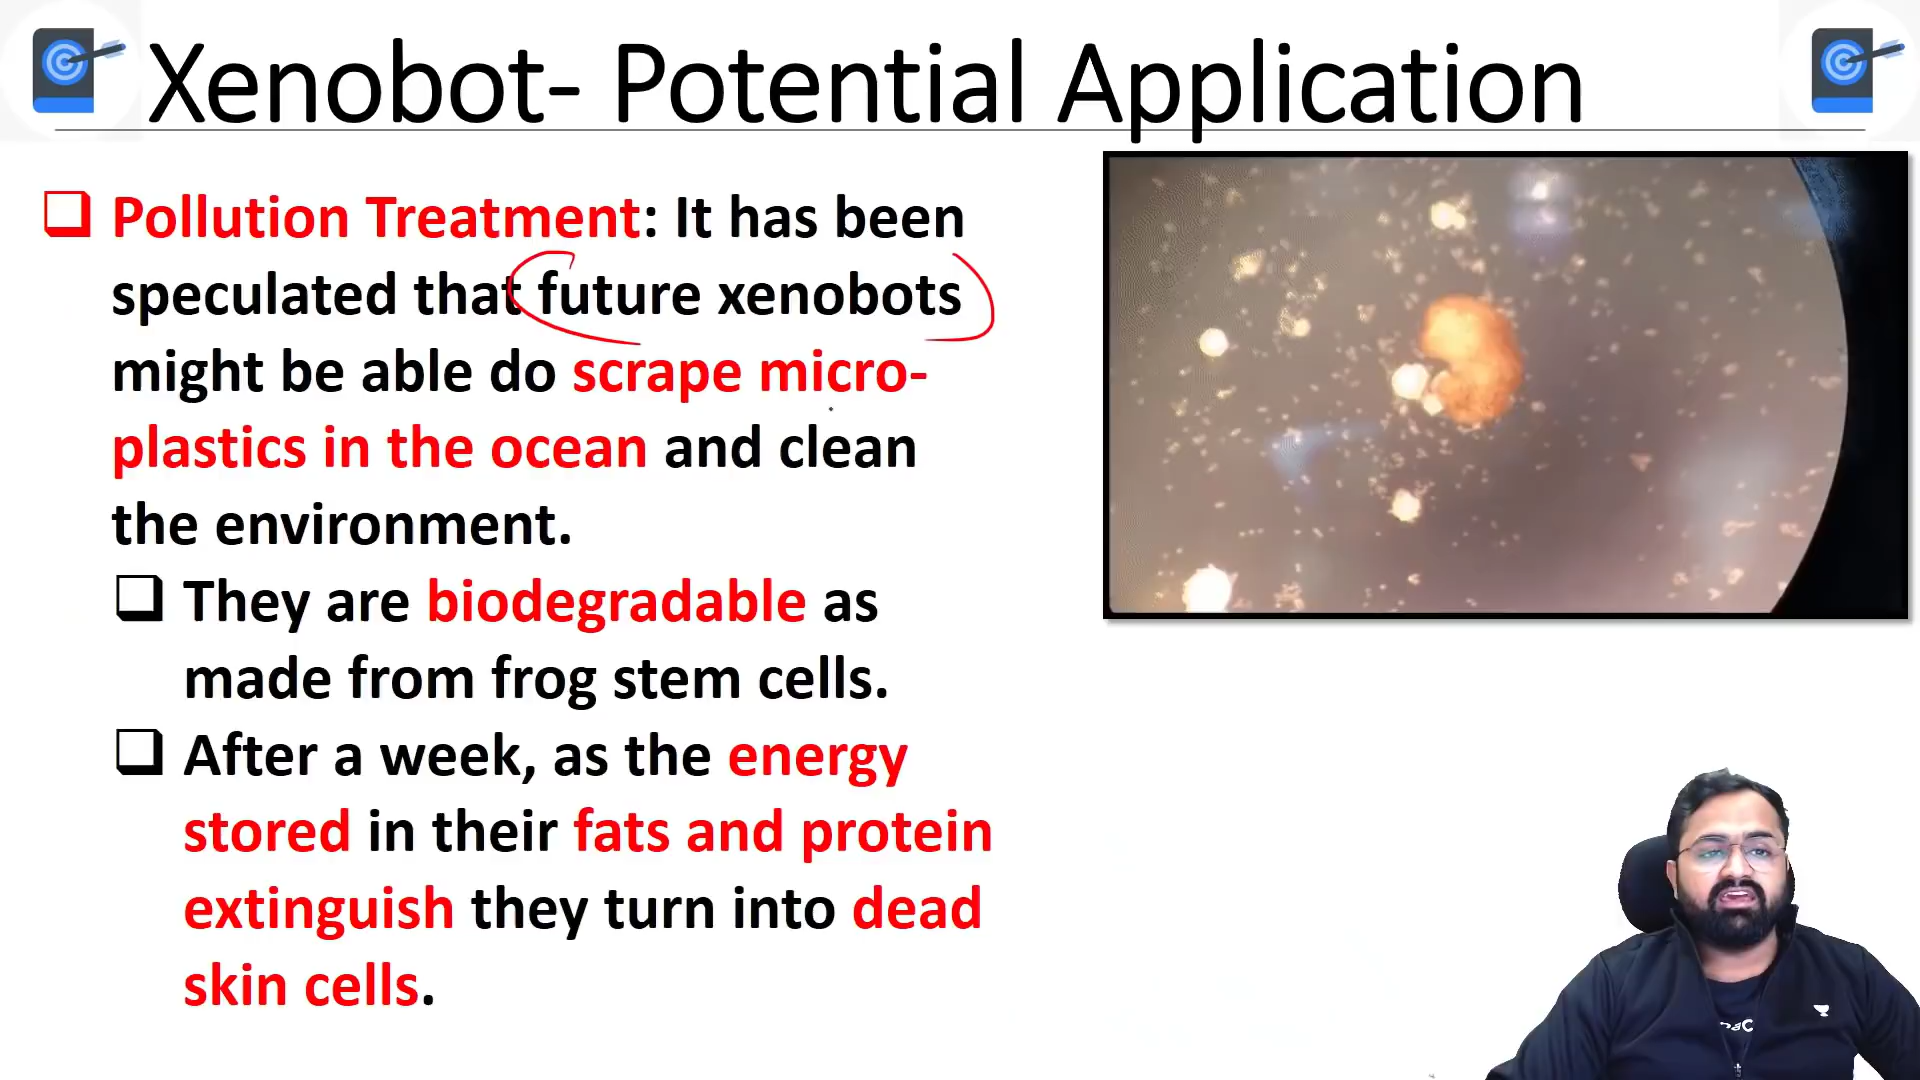 Xenobot- Potential Application
Pollution Treatment: It has been
speculated that future xenobots
might be able do scrape micro-
plastics in the ocean and clean
the environment.
They are biodegradable as
made from frog stem cells.
After a week, as the energy
stored in their fats and protein
extinguish they turn into dead
skin cells.